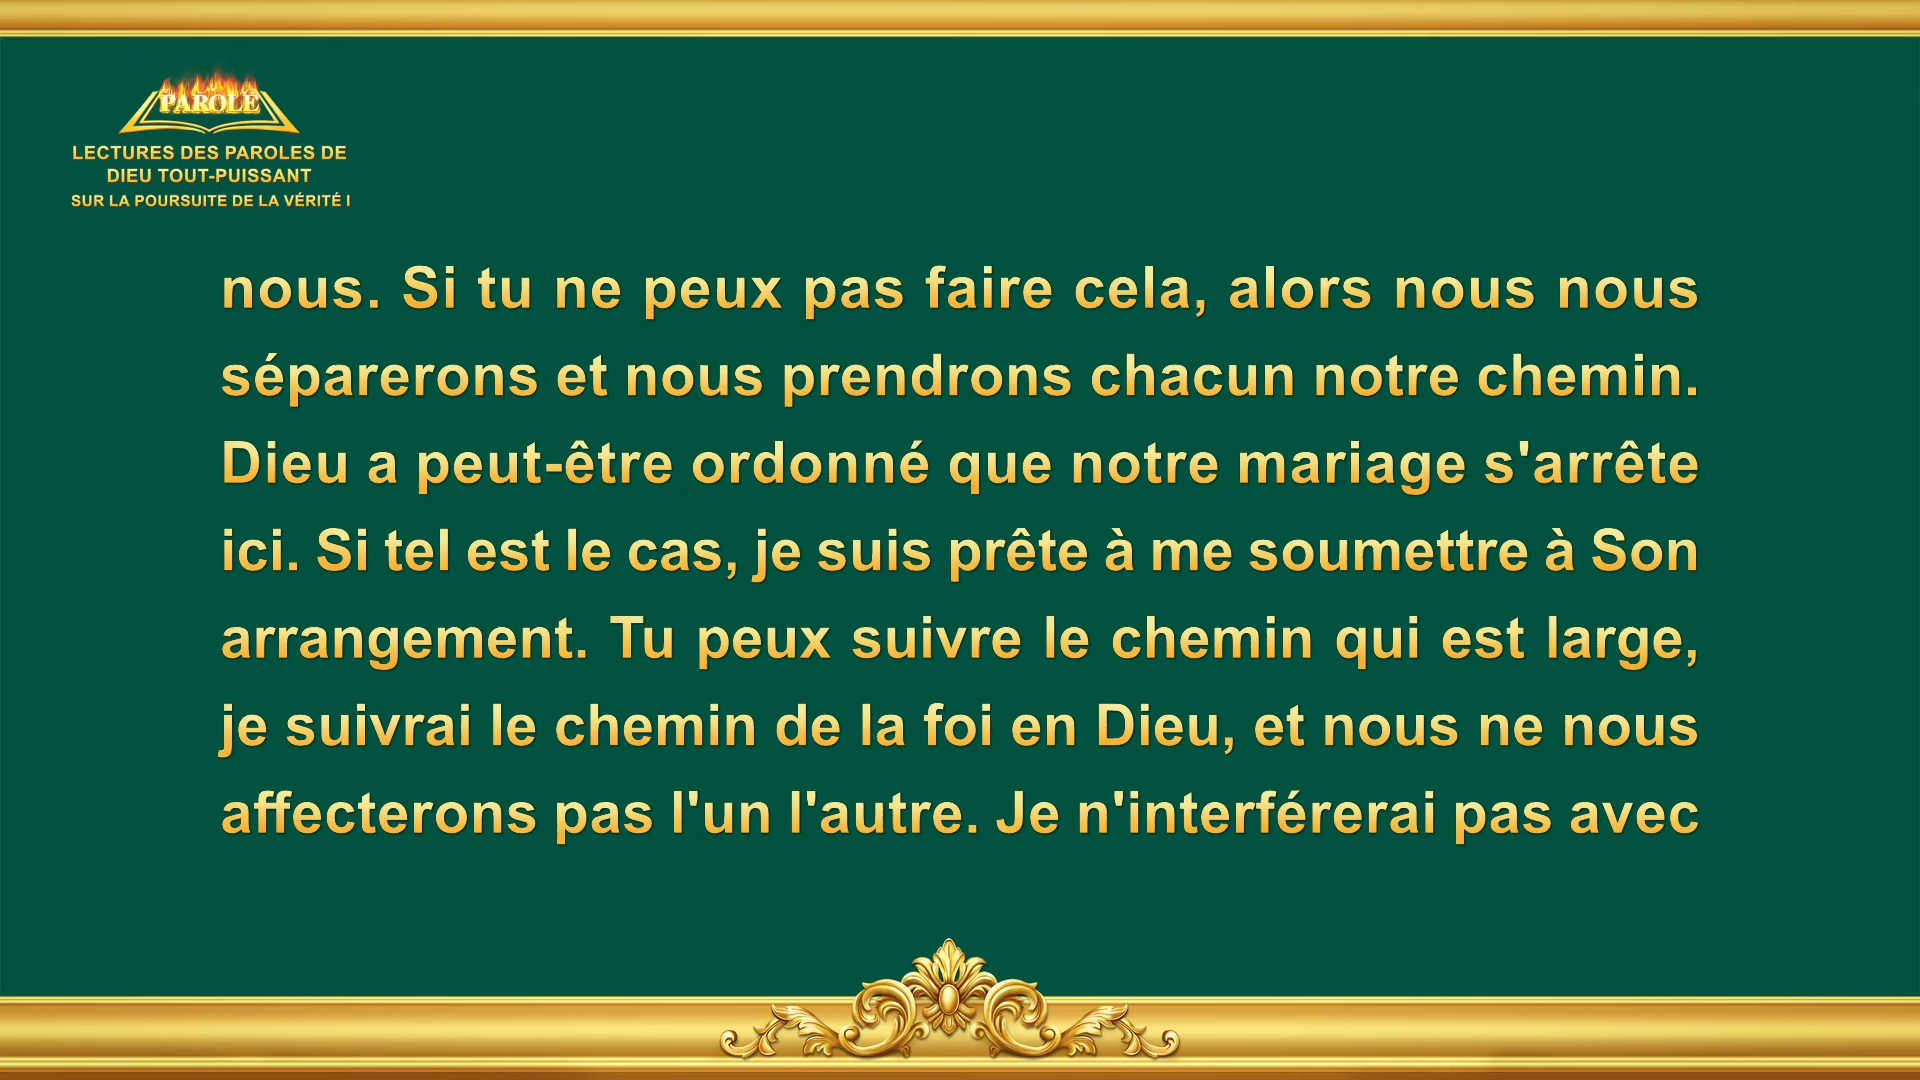 PAROLE
LECTURES DES PAROLES DE
DIEU TOUT-PUISSANT
SUR LA POURSUITE DE LA VÉRITÉ I
nous. Si tu ne peux pas faire cela, alors nous nous
séparerons et nous prendrons chacun notre chemin.
Dieu a peut-être ordonné que notre mariage s'arrête
ici. Si tel est le cas, je suis prête à me soumettre à Son
arrangement. Tu peux suivre le chemin qui est large,
je suivrai le chemin de la foi en Dieu, et nous ne nous
affecterons pas l'un l'autre. Je n'interférerai pas avec